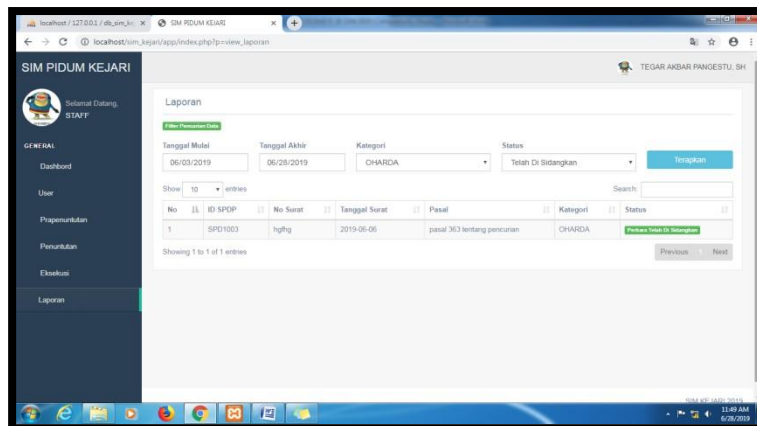 localhost / 127.0.0.1 / db_sim_kej
SIM PIDUM KEJARI
localhost/sim_kejari/app/index.php?p=view_laporan
SIM PIDUM KEJARI
TEGAR AKBAR PANGESTU, SH
Selamat Datang,
STAFF
GENERAL
Dashbord
User
Prapenuntutan
Penuntutan
Eksekusi
Laporan
Laporan
Filter Pencarian Data
Tanggal Mulai Tanggal Akhir Kategori Status
06/03/2019 06/28/2019 OHARDA Telah Di Sidangkan Terapkan
Show 10 entries Search:
No ID SPDP No Surat Tanggal Surat Pasal Kategori Status
1 SPD1003 hgfhg 2019-06-06 pasal 363 tentang pencurian OHARDA Perkara Telah Di Sidangkan
Showing 1 to 1 of 1 entries Previous Next
SIM KEJARI 2019
11:49 AM
6/28/2019